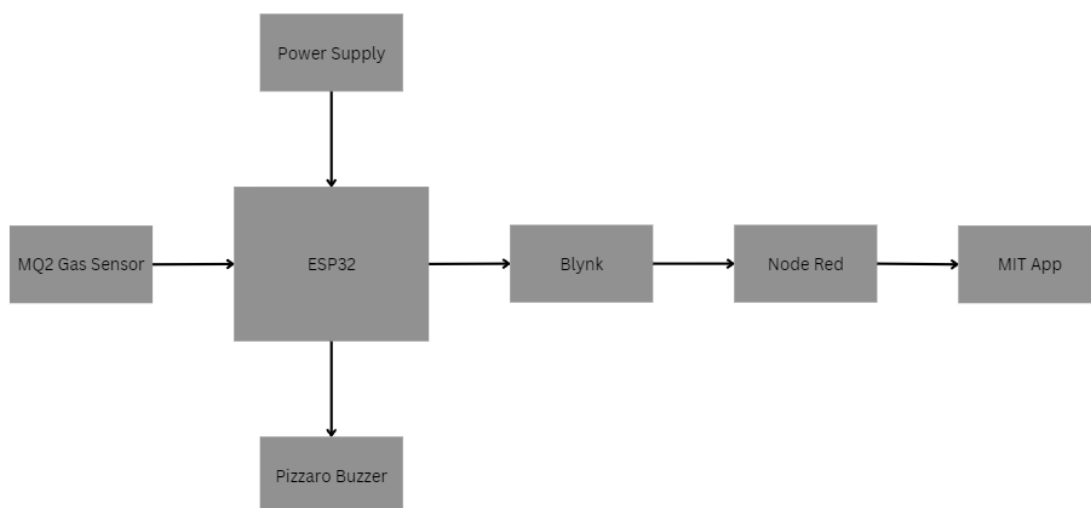 Power Supply
MQ2 Gas Sensor
ESP32
Blynk
Node Red
MIT App
Pizzaro Buzzer